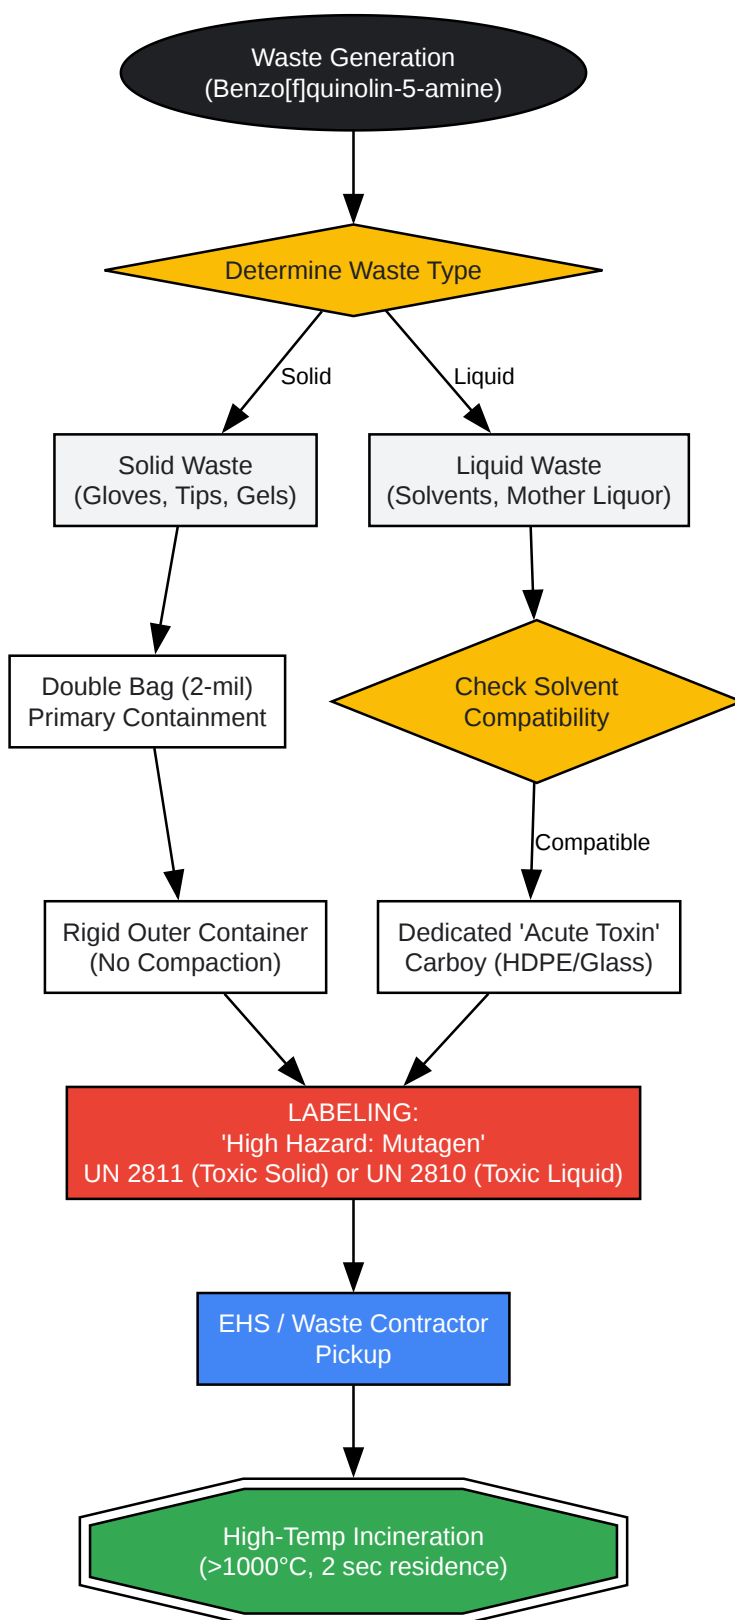 Waste Generation
(Benzo[f]quinolin-5-amine)
Determine Waste Type
Solid
Liquid
Solid Waste
(Gloves, Tips, Gels)
Liquid Waste
(Solvents, Mother Liquor)
Double Bag (2-mil)
Primary Containment
Check Solvent
Compatibility
Compatible
Rigid Outer Container
(No Compaction)
Dedicated 'Acute Toxin'
Carboy (HDPE/Glass)
LABELING:
'High Hazard: Mutagen'
UN 2811 (Toxic Solid) or UN 2810 (Toxic Liquid)
EHS / Waste Contractor
Pickup
High-Temp Incineration
(>1000°C, 2 sec residence)